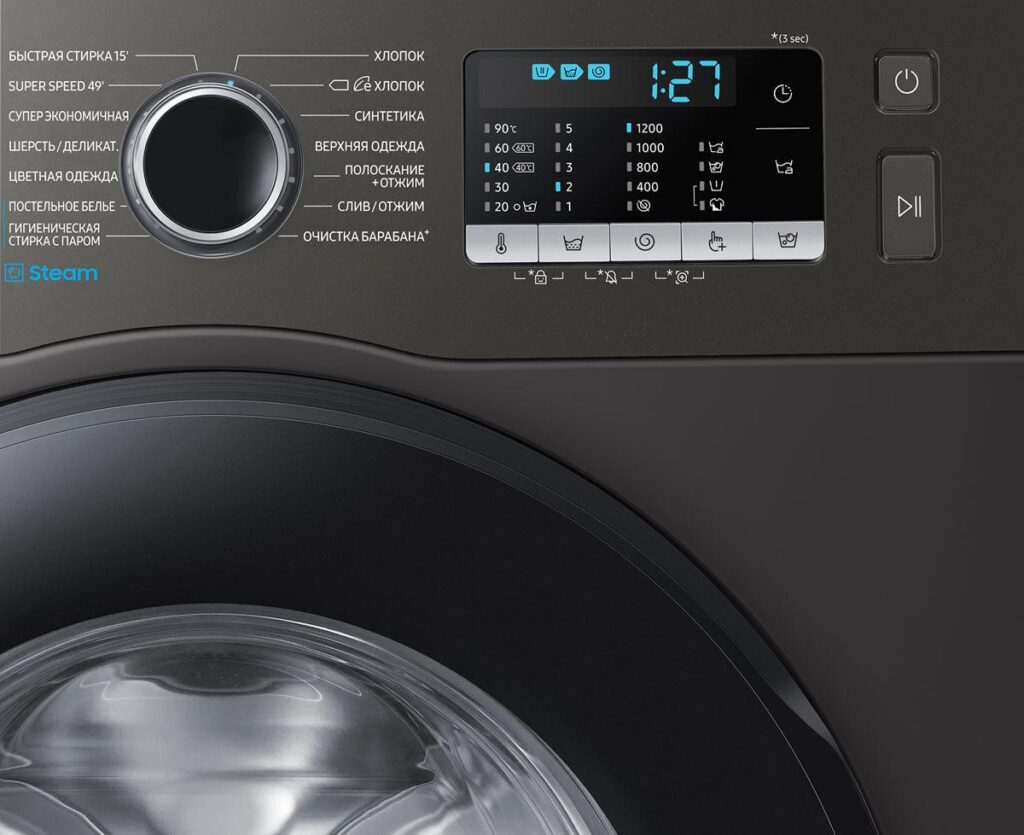 БЫСТРАЯ СТИРКА 15'
SUPER SPEED 49'
СУПЕР ЭКОНОМИЧНАЯ
ШЕРСТЬ / ДЕЛИКАТ.
ЦВЕТНАЯ ОДЕЖДА
ПОСТЕЛЬНОЕ БЕЛЬЕ
ГИГИЕНИЧЕСКАЯ
СТИРКА С ПАРОМ
Steam
ХЛОПОК
ê ХЛОПОК
СИНТЕТИКА
ВЕРХНЯЯ ОДЕЖДА
ПОЛОСКАНИЕ
+ОТЖИМ
СЛИВ / ОТЖИМ
ОЧИСТКА БАРАБАНА+
*(3 sec)
1:27
90℃ 5 1200
60 60℃ 4 1000
40 40℃ 3 800
30 2 400
20 1
* * *